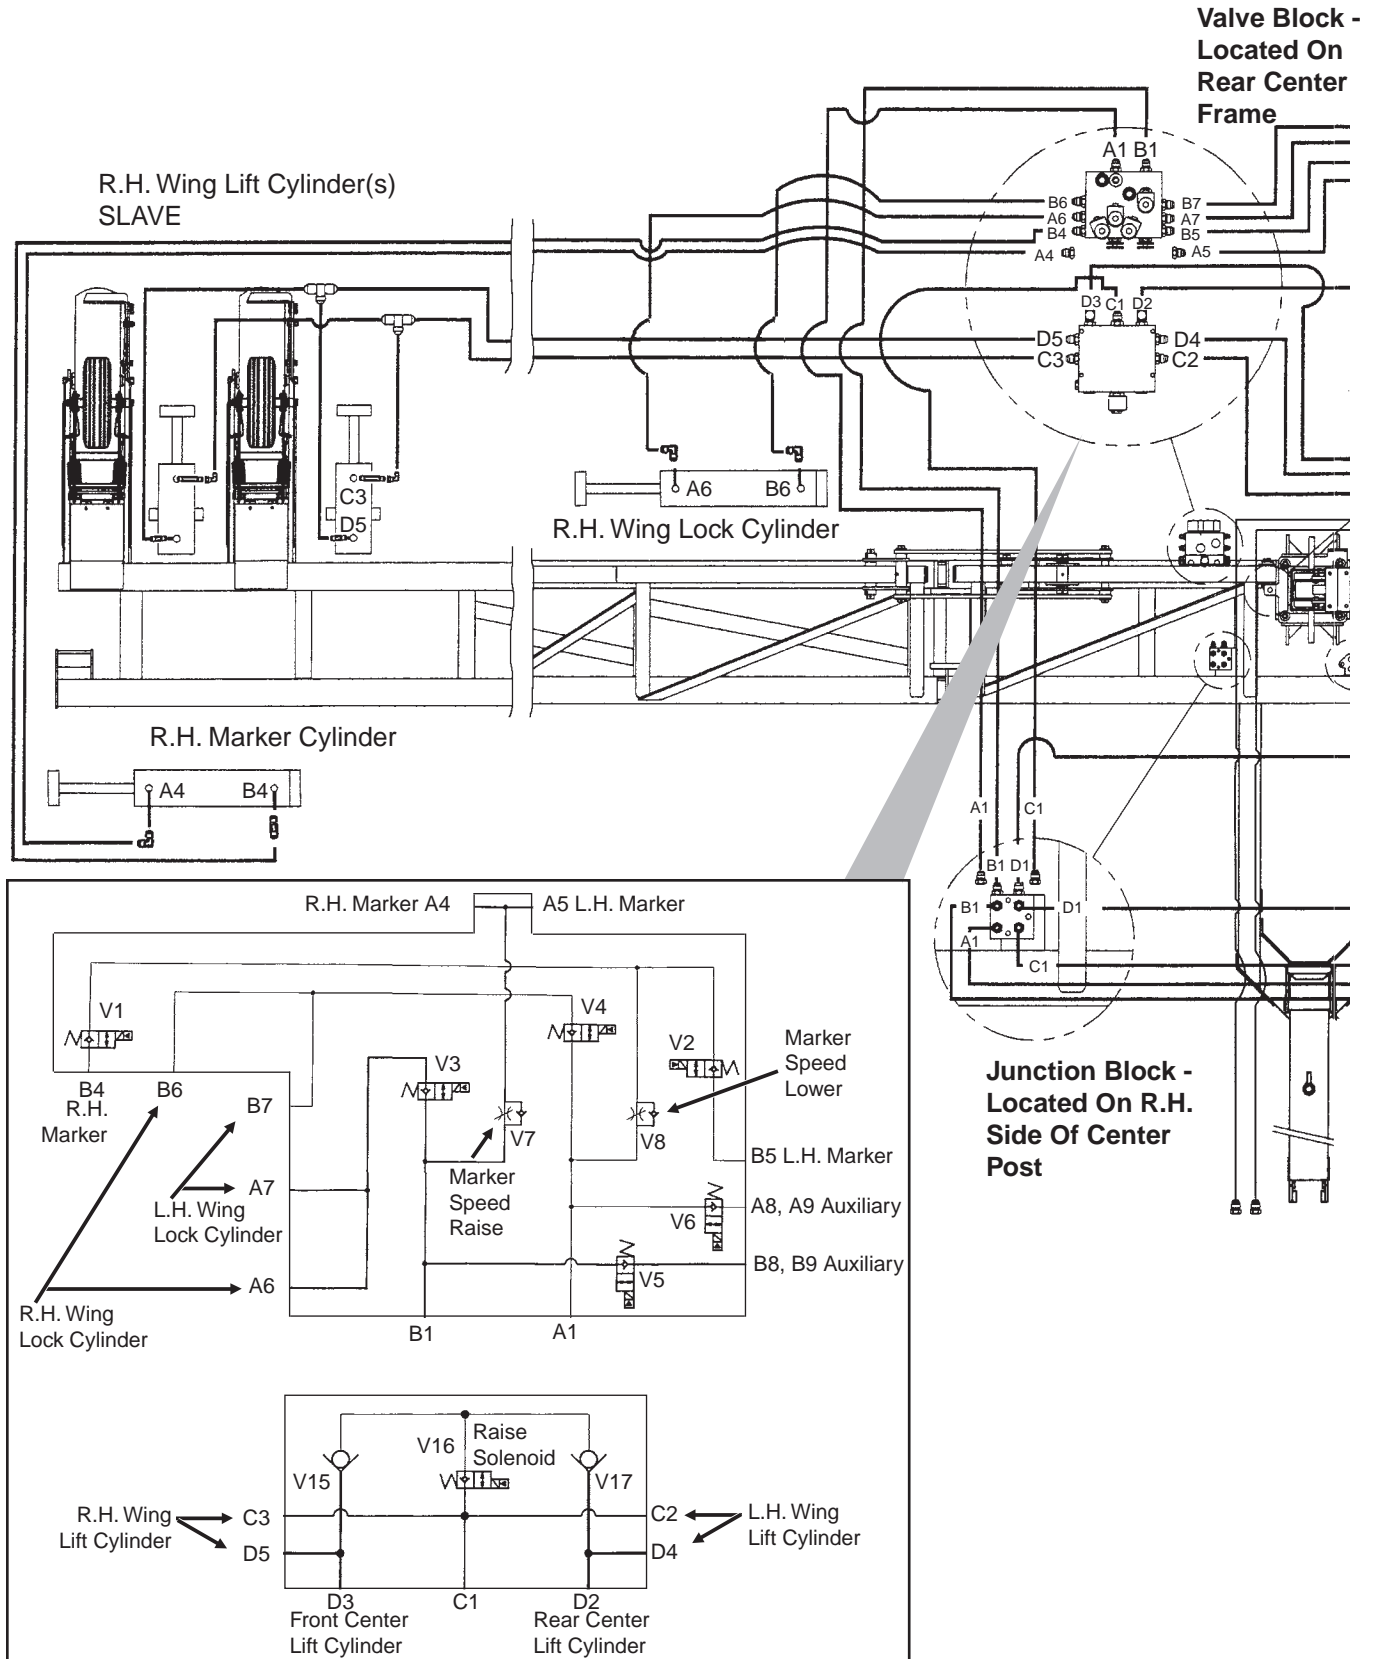 Valve Block -
Located On
Rear Center
Frame
A1 B1
R.H. Wing Lift Cylinder(s)
SLAVE
B6 B7
A6 A7
B4 B5
A4 A5
D3 C1 D2
D5 D4
C3 C2
C3
D5
A6 B6
R.H. Wing Lock Cylinder
R.H. Marker Cylinder
A4 B4
A1 C1
B1 D1
B1 D1
A1
C1
Junction Block -
Located On R.H.
Side Of Center
Post
R.H. Marker A4 A5 L.H. Marker
V1 V4
V2
V3
Marker
Speed
Lower
B4 B6
R.H.
Marker
B7
V7 V8
Marker
Speed
Raise
B5 L.H. Marker
A7
L.H. Wing
Lock Cylinder
V6
A8, A9 Auxiliary
B8, B9 Auxiliary
V5
A6
R.H. Wing
Lock Cylinder
B1 A1
Raise
Solenoid
V16
V15 V17
R.H. Wing
Lift Cylinder
C3 C2
L.H. Wing
Lift Cylinder
D5 D4
D3 C1 D2
Front Center
Lift Cylinder
Rear Center
Lift Cylinder